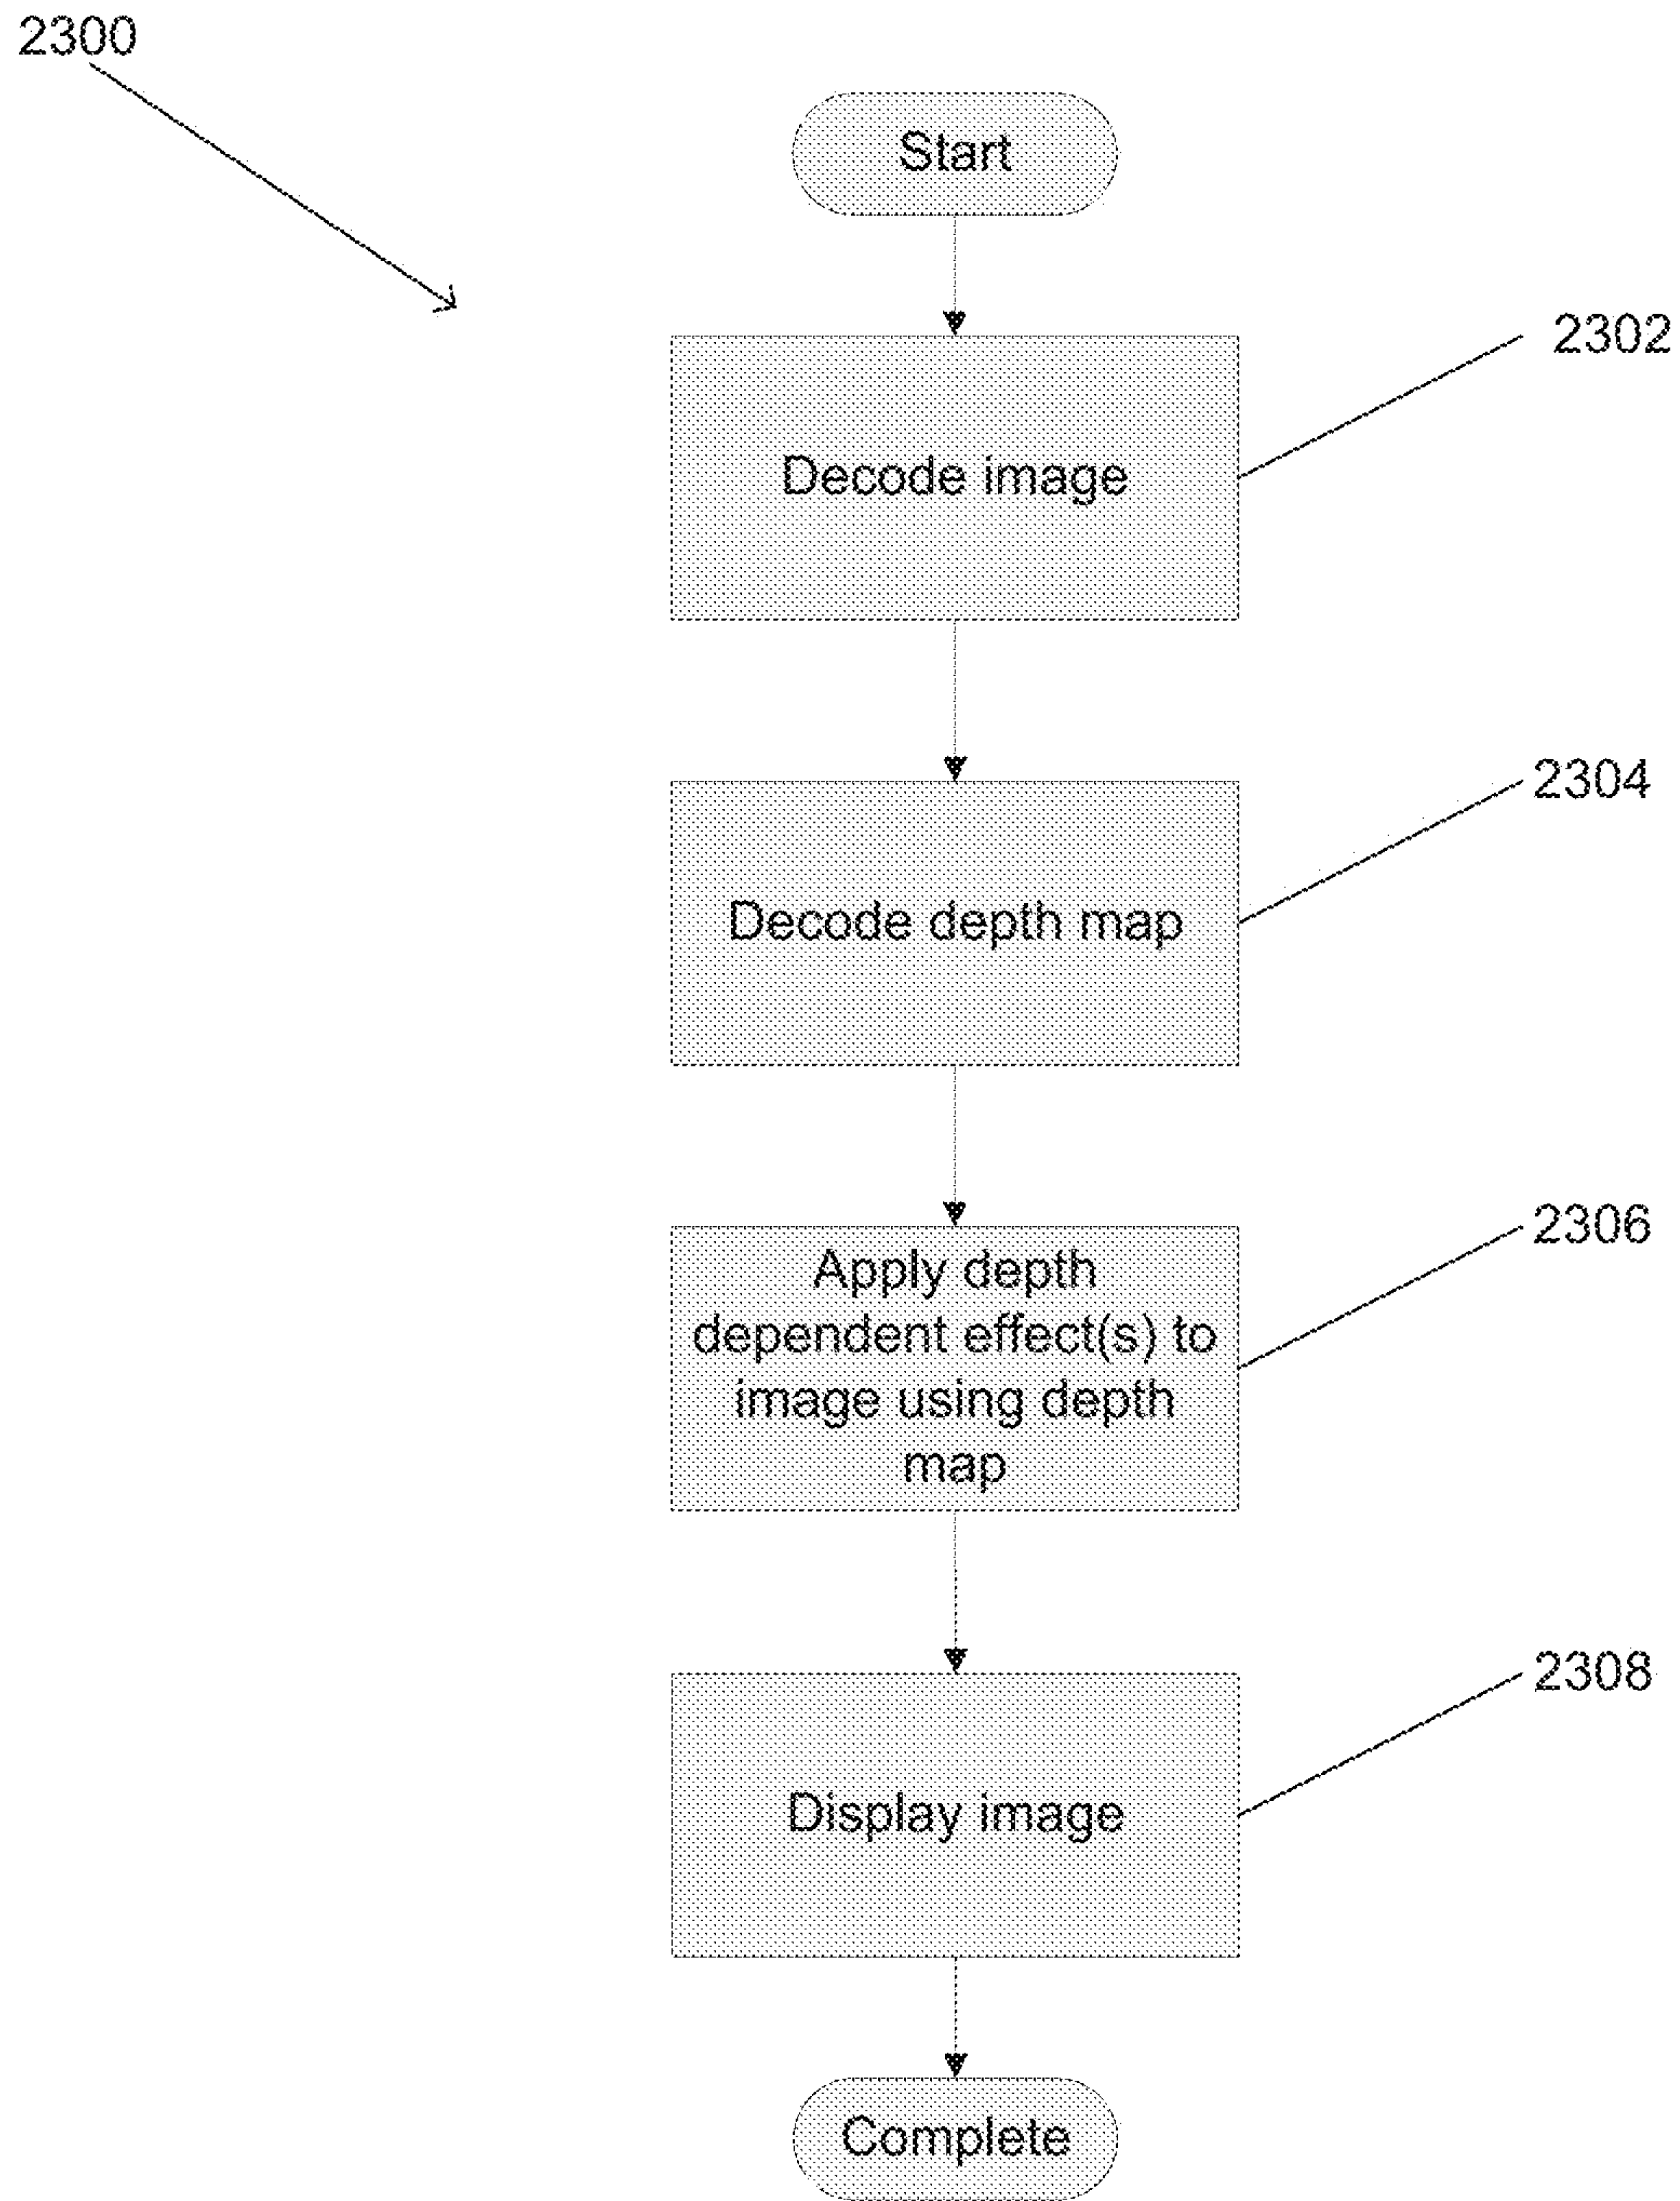 2300
Start
2302
Decode image
2304
Decode depth map
2306
Apply depth
dependent effect(s) to
image using depth
map
2308
Display image
Complete